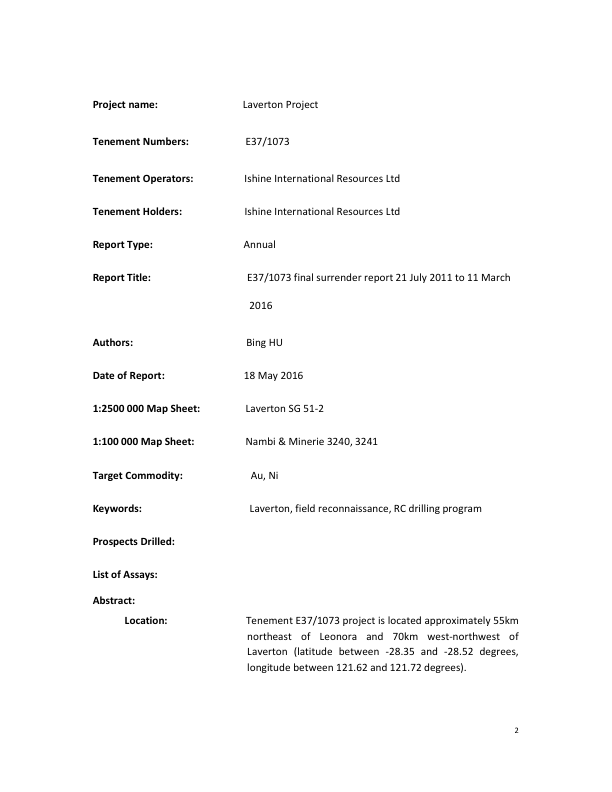 Project name: Laverton Project
Tenement Numbers: E37/1073
Tenement Operators: Ishine International Resources Ltd
Tenement Holders: Ishine International Resources Ltd
Report Type: Annual
Report Title: E37/1073 final surrender report 21 July 2011 to 11 March
2016
Authors: Bing HU
Date of Report: 18 May 2016
1:2500 000 Map Sheet: Laverton SG 51-2
1:100 000 Map Sheet: Nambi & Minerie 3240, 3241
Target Commodity: Au, Ni
Keywords: Laverton, field reconnaissance, RC drilling program
Prospects Drilled:
List of Assays:
Abstract:
Location: Tenement E37/1073 project is located approximately 55km
northeast of Leonora and 70km west-northwest of
Laverton (latitude between -28.35 and -28.52 degrees,
longitude between 121.62 and 121.72 degrees).
2